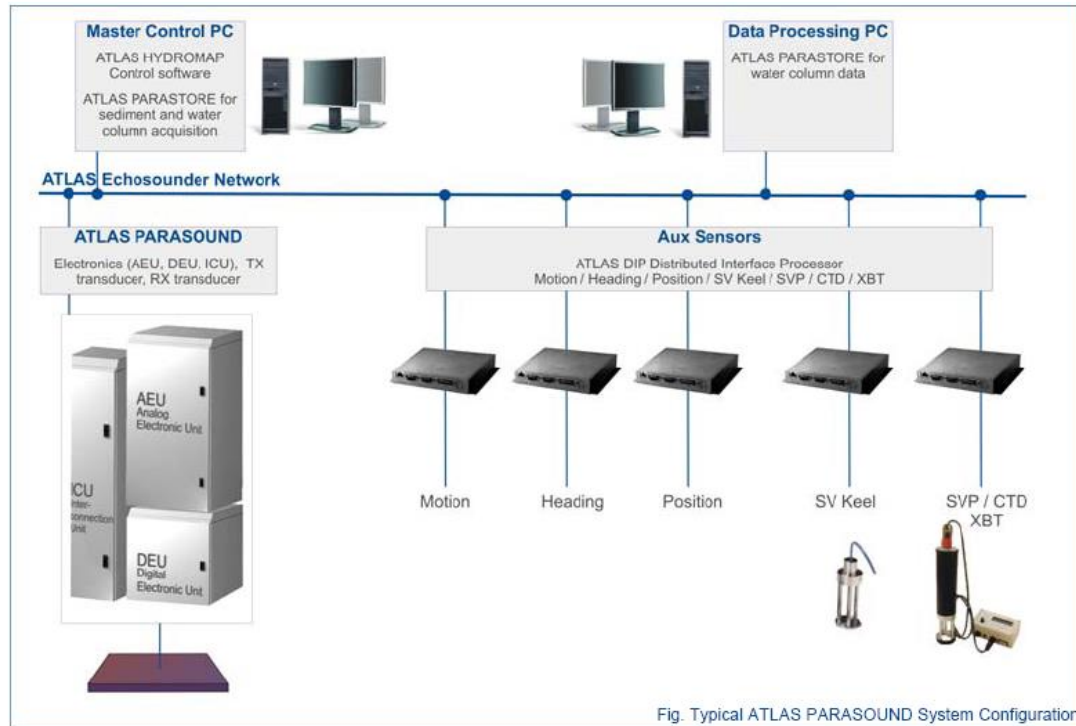 Master Control PC
ATLAS HYDROMAP
Control software
ATLAS PARASTORE for
sediment and water
column acquisition
Data Processing PC
ATLAS PARASTORE for
water column data
ATLAS Echosounder Network
ATLAS PARASOUND
Electronics (AEU, DEU, ICU), TX
transducer, RX transducer
Aux Sensors
ATLAS DIP Distributed Interface Processor
Motion / Heading / Position / SV Keel / SVP / CTD / XBT
AEU
Analog
Electronic Unit
ICU
Inter-
connection
Unit
DEU
Digital
Electronic Unit
Motion
Heading
Position
SV Keel
SVP / CTD
XBT
Fig. Typical ATLAS PARASOUND System Configuration